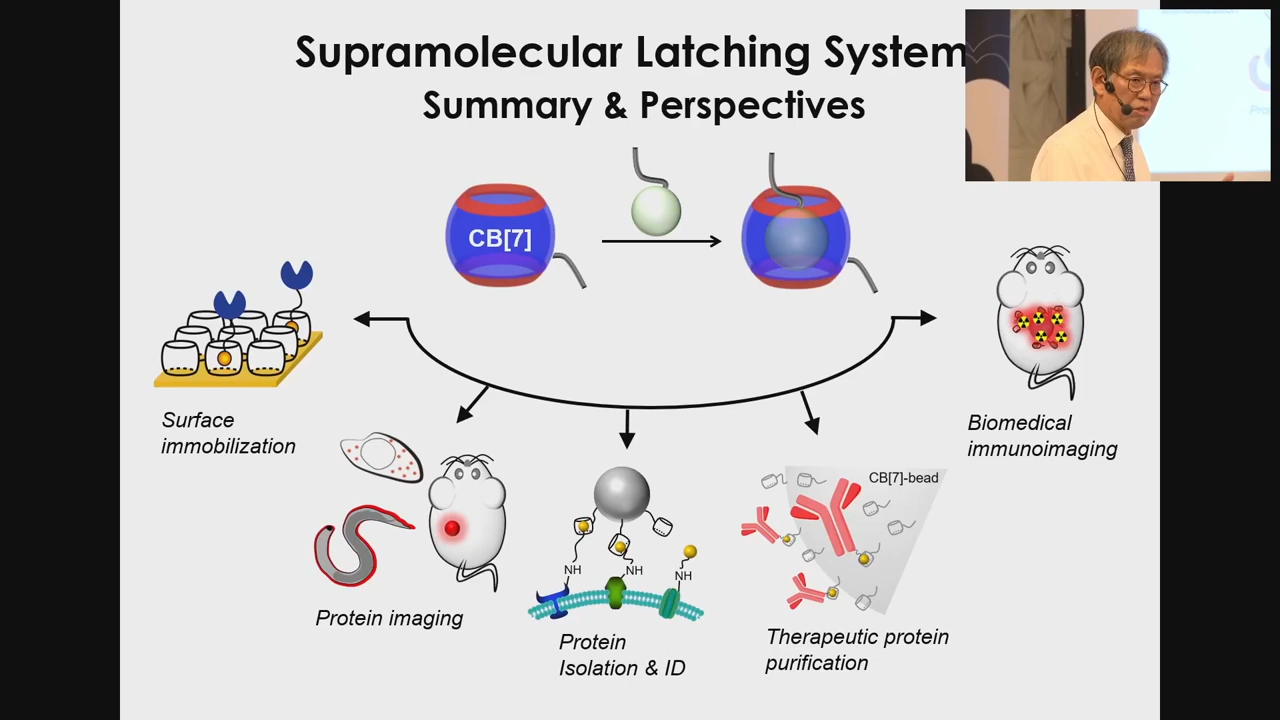 Supramolecular Latching System
Summary & Perspectives
CB[7]
Surface
immobilization
Biomedical
immunoimaging
CB[7]-bead
NH
NH
NH
Protein imaging
Protein
Isolation & ID
Therapeutic protein
purification